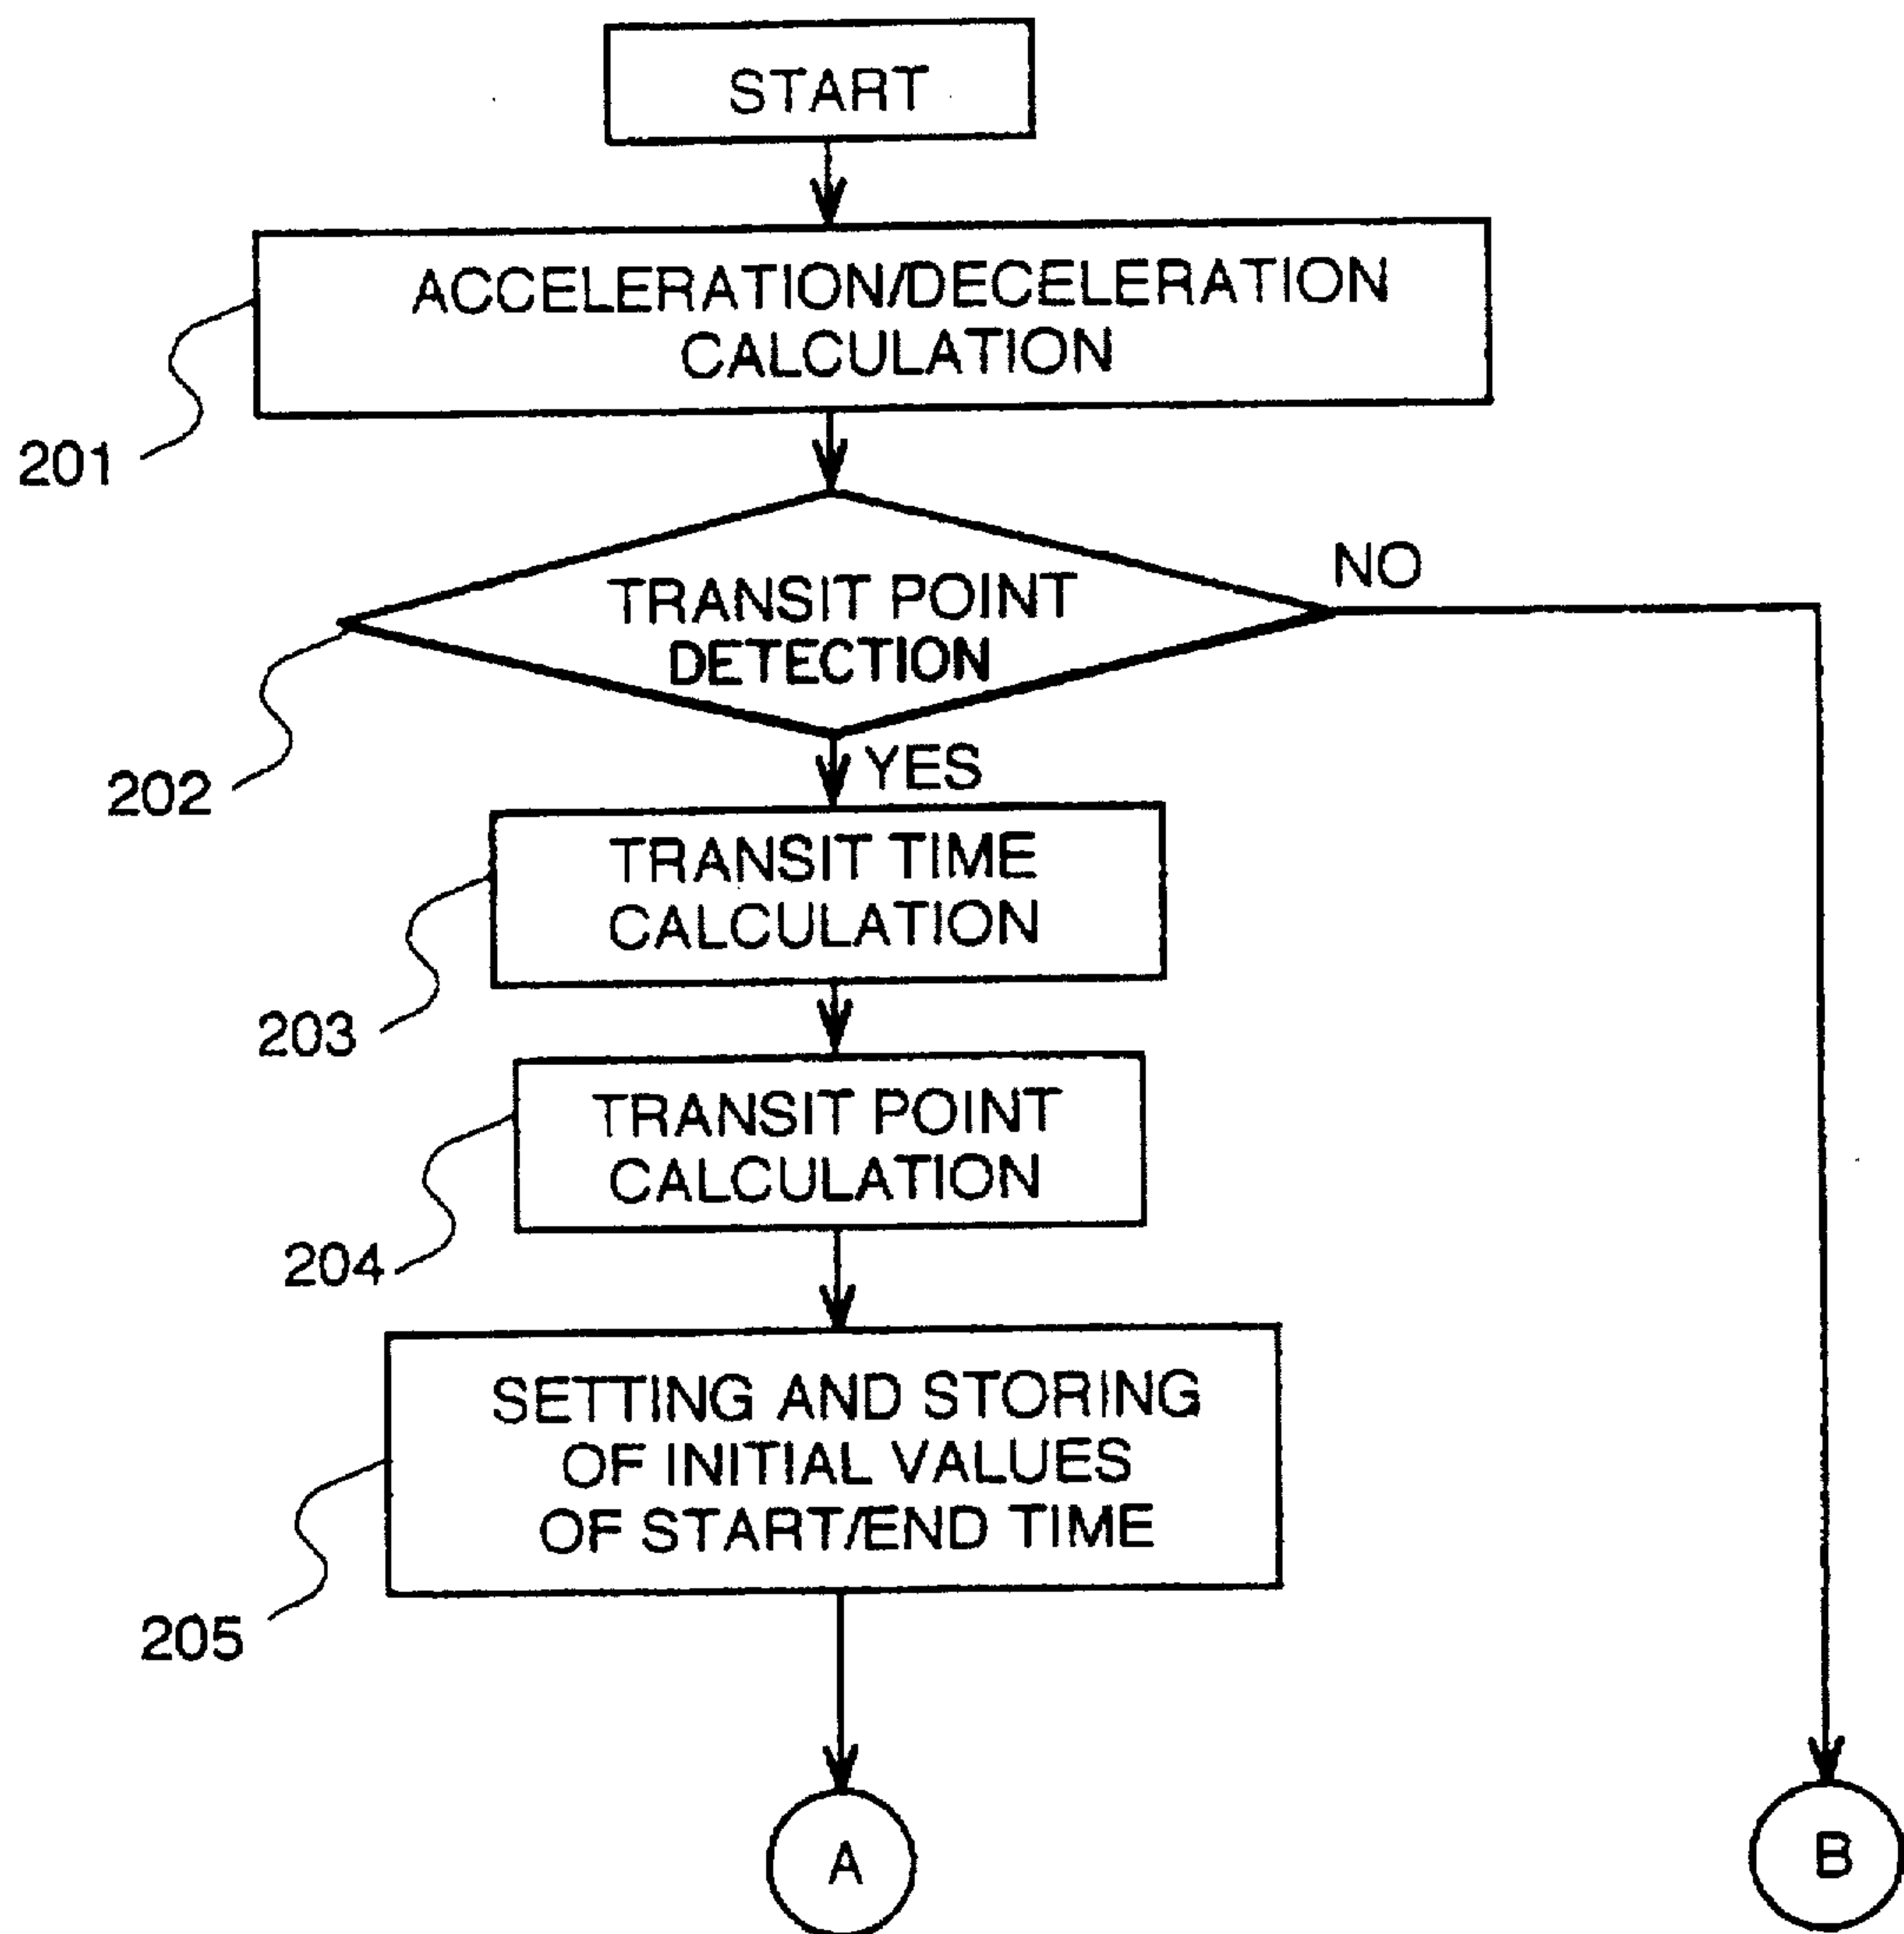 START
ACCELERATION/DECELERATION
CALCULATION
201
NO
TRANSIT POINT
DETECTION
202
YES
TRANSIT TIME
CALCULATION
203
TRANSIT POINT
CALCULATION
204
SETTING AND STORING
OF INITIAL VALUES
OF START/END TIME
205
A
B